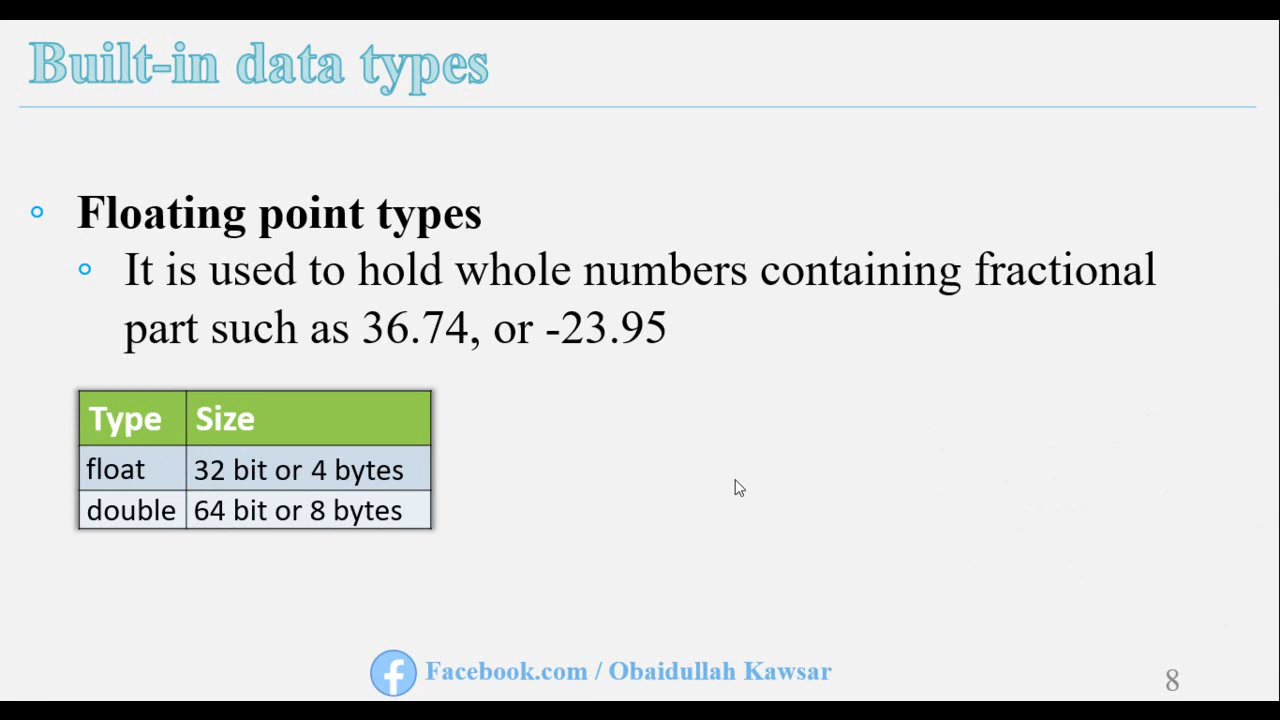 Built-in data types
Floating point types
It is used to hold whole numbers containing fractional
part such as 36.74, or -23.95
Type Size
float 32 bit or 4 bytes
double 64 bit or 8 bytes
Facebook.com / Obaidullah Kawsar
8